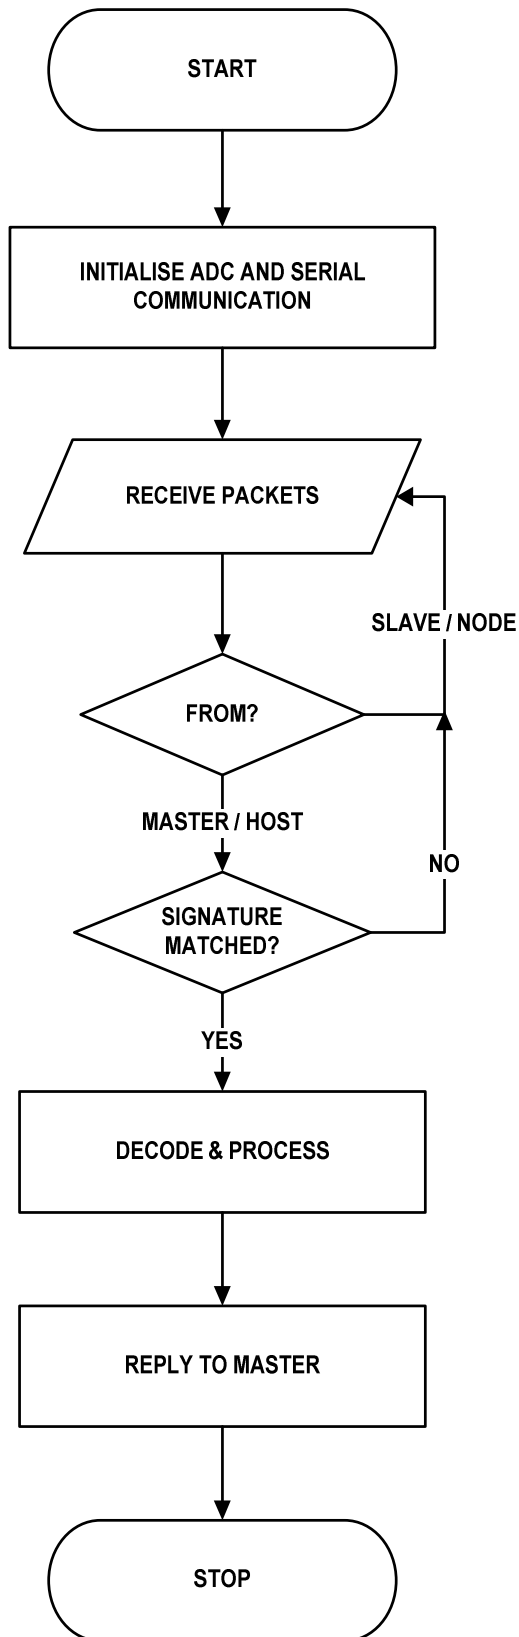 START
INITIALISE ADC AND SERIAL
COMMUNICATION
RECEIVE PACKETS
SLAVE / NODE
FROM?
MASTER / HOST
NO
SIGNATURE
MATCHED?
YES
DECODE & PROCESS
REPLY TO MASTER
STOP